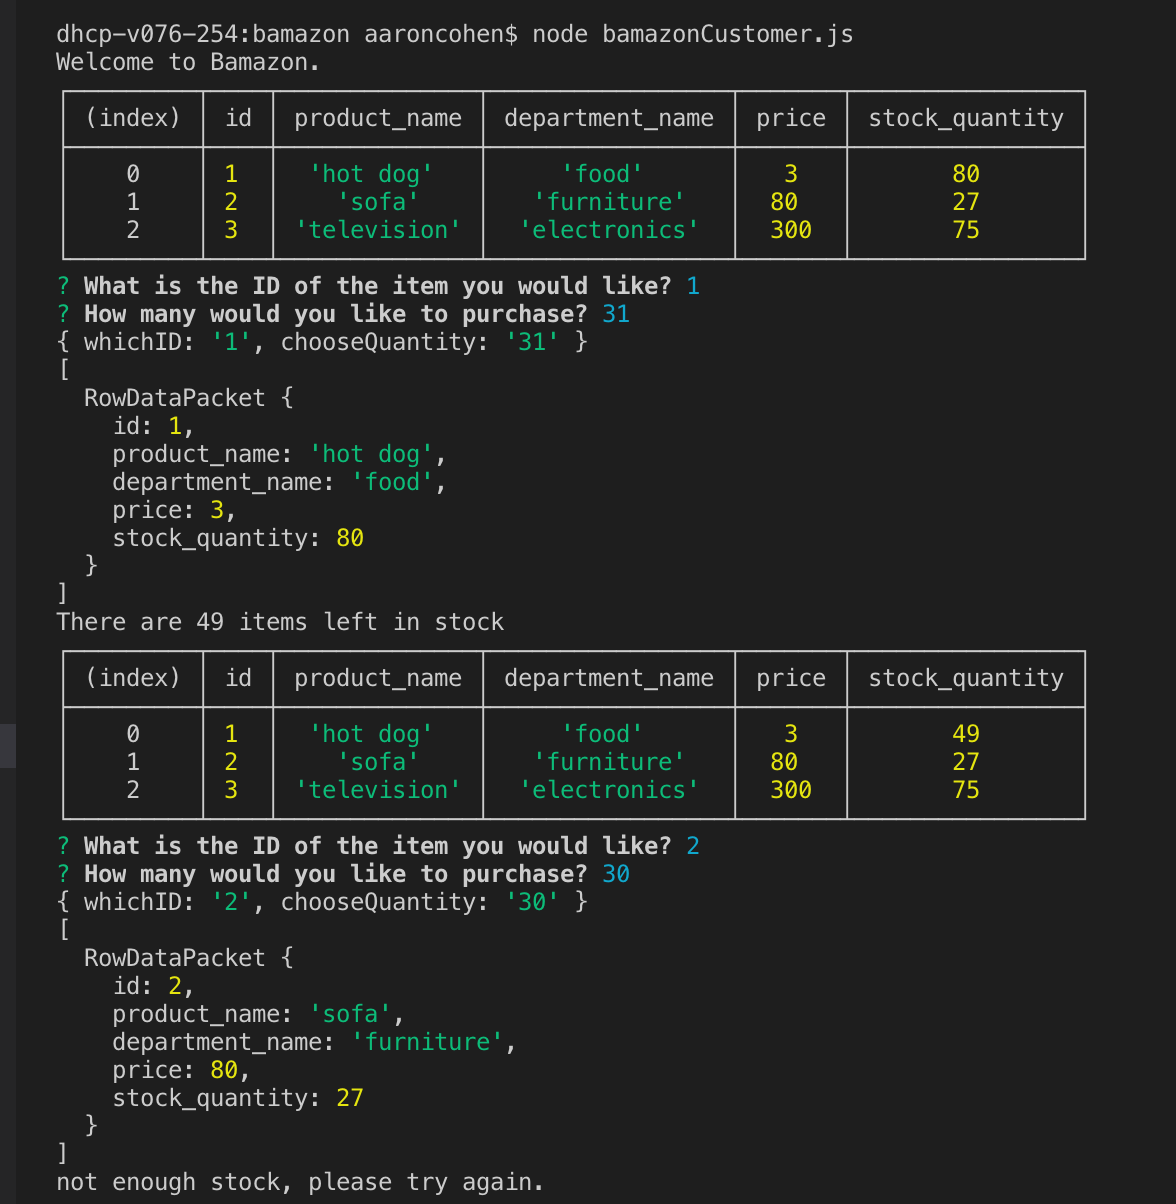 dhcp-v076-254:bamazon aaroncohen$ node bamazonCustomer.js
Welcome to Bamazon.
(index) id product_name department_name price stock_quantity
0 1 'hot dog' 'food' 3 80
1 2 'sofa' 'furniture' 80 27
2 3 'television' 'electronics' 300 75
? What is the ID of the item you would like? 1
? How many would you like to purchase? 31
{ whichID: '1', chooseQuantity: '31' }
[
RowDataPacket {
id: 1,
product_name: 'hot dog',
department_name: 'food',
price: 3,
stock_quantity: 80
}
]
There are 49 items left in stock
(index) id product_name department_name price stock_quantity
0 1 'hot dog' 'food' 3 49
1 2 'sofa' 'furniture' 80 27
2 3 'television' 'electronics' 300 75
? What is the ID of the item you would like? 2
? How many would you like to purchase? 30
{ whichID: '2', chooseQuantity: '30' }
[
RowDataPacket {
id: 2,
product_name: 'sofa',
department_name: 'furniture',
price: 80,
stock_quantity: 27
}
]
not enough stock, please try again.